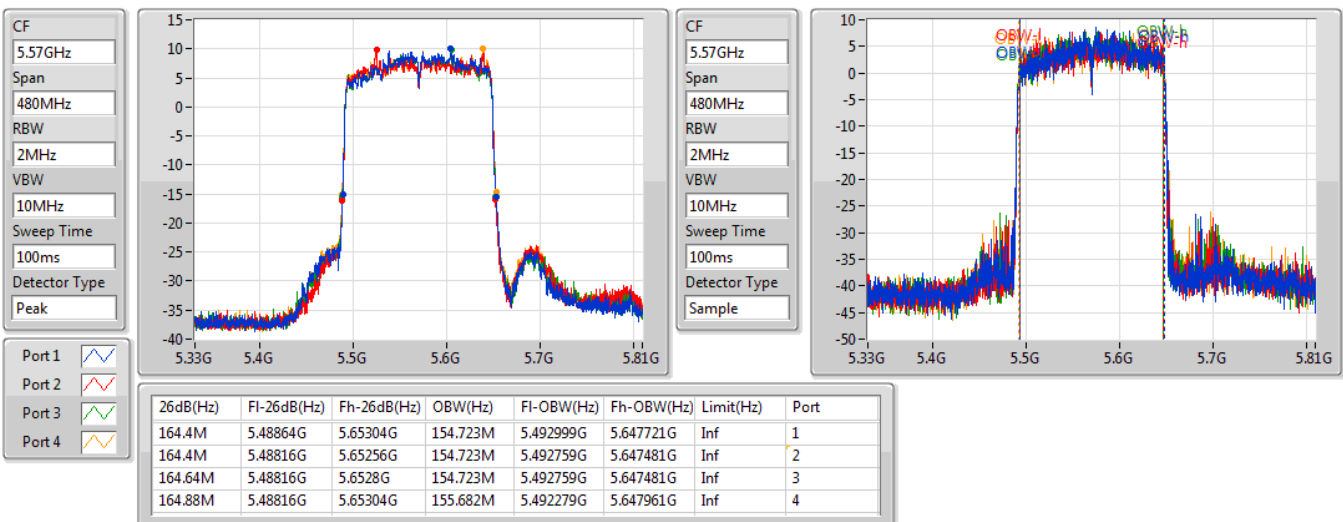 CF
5.57GHz
Span
480MHz
RBW
2MHz
VBW
10MHz
Sweep Time
100ms
Detector Type
Peak
15
10
5
0
-5
-10
-15
-20
-25
-30
-35
-40
5.33G 5.4G 5.5G 5.6G 5.7G 5.81G
CF
5.57GHz
Span
480MHz
RBW
2MHz
VBW
10MHz
Sweep Time
100ms
Detector Type
Sample
10
5
0
-5
-10
-15
-20
-25
-30
-35
-40
-45
-50
5.33G 5.4G 5.5G 5.6G 5.7G 5.81G
OBW-l
OBW-h
Port 1
Port 2
Port 3
Port 4
26dB(Hz) Fl-26dB(Hz) Fh-26dB(Hz) OBW(Hz) Fl-OBW(Hz) Fh-OBW(Hz) Limit(Hz) Port
164.4M 5.48864G 5.65304G 154.723M 5.492999G 5.647721G Inf 1
164.4M 5.48816G 5.65256G 154.723M 5.492759G 5.647481G Inf 2
164.64M 5.48816G 5.6528G 154.723M 5.492759G 5.647481G Inf 3
164.88M 5.48816G 5.65304G 155.682M 5.492279G 5.647961G Inf 4